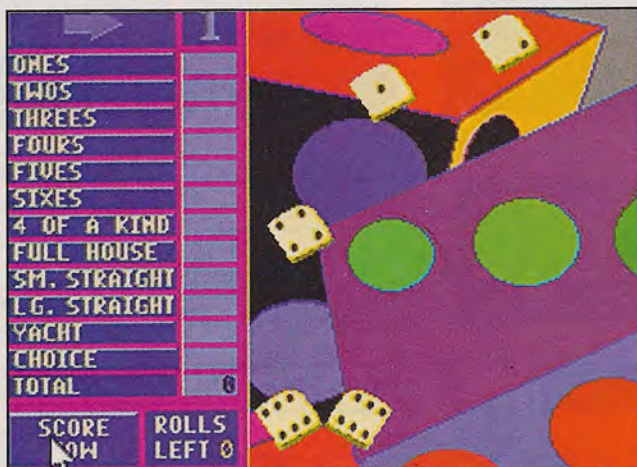 1
ONES
TWOS
THREES
FOURS
FIVES
SIXES
4 OF A KIND
FULL HOUSE
SM. STRAIGHT
LG. STRAIGHT
YACHT
CHOICE
TOTAL 0
SCORE
ROLLS
LEFT 0